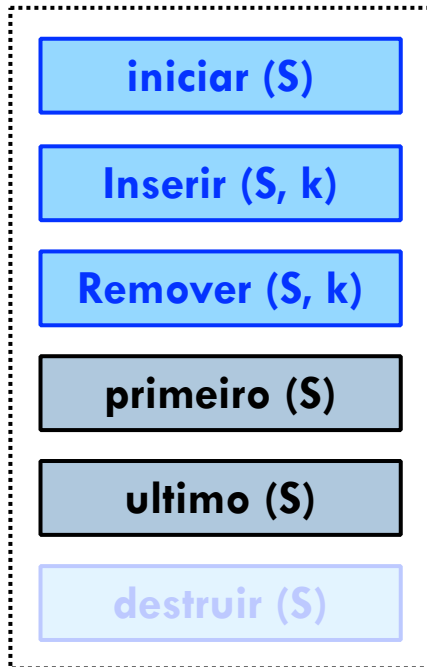 iniciar (S)
Inserir (S, k)
Remover (S, k)
primeiro (S)
ultimo (S)
destruir (S)